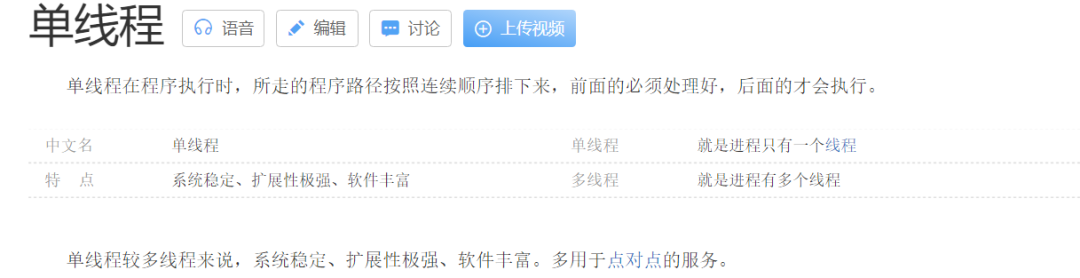 单线程 语音 编辑 讨论 上传视频
单线程在程序执行时，所走的程序路径按照连续顺序排下来，前面的必须处理好，后面的才会执行。
中文名 单线程 单线程 就是进程只有一个线程
特 点 系统稳定、扩展性极强、软件丰富 多线程 就是进程有多个线程
单线程较多线程来说，系统稳定、扩展性极强、软件丰富。多用于点对点的服务。